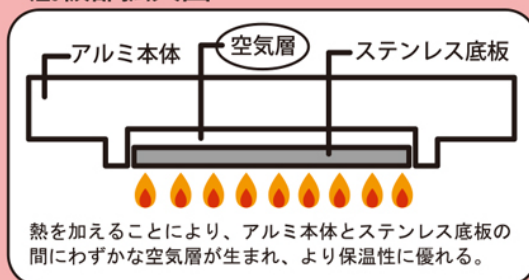 アルミ本体
空気層
ステンレス底板
熱を加えることにより、アルミ本体とステンレス底板の
間にわずかな空気層が生まれ、より保温性に優れる。